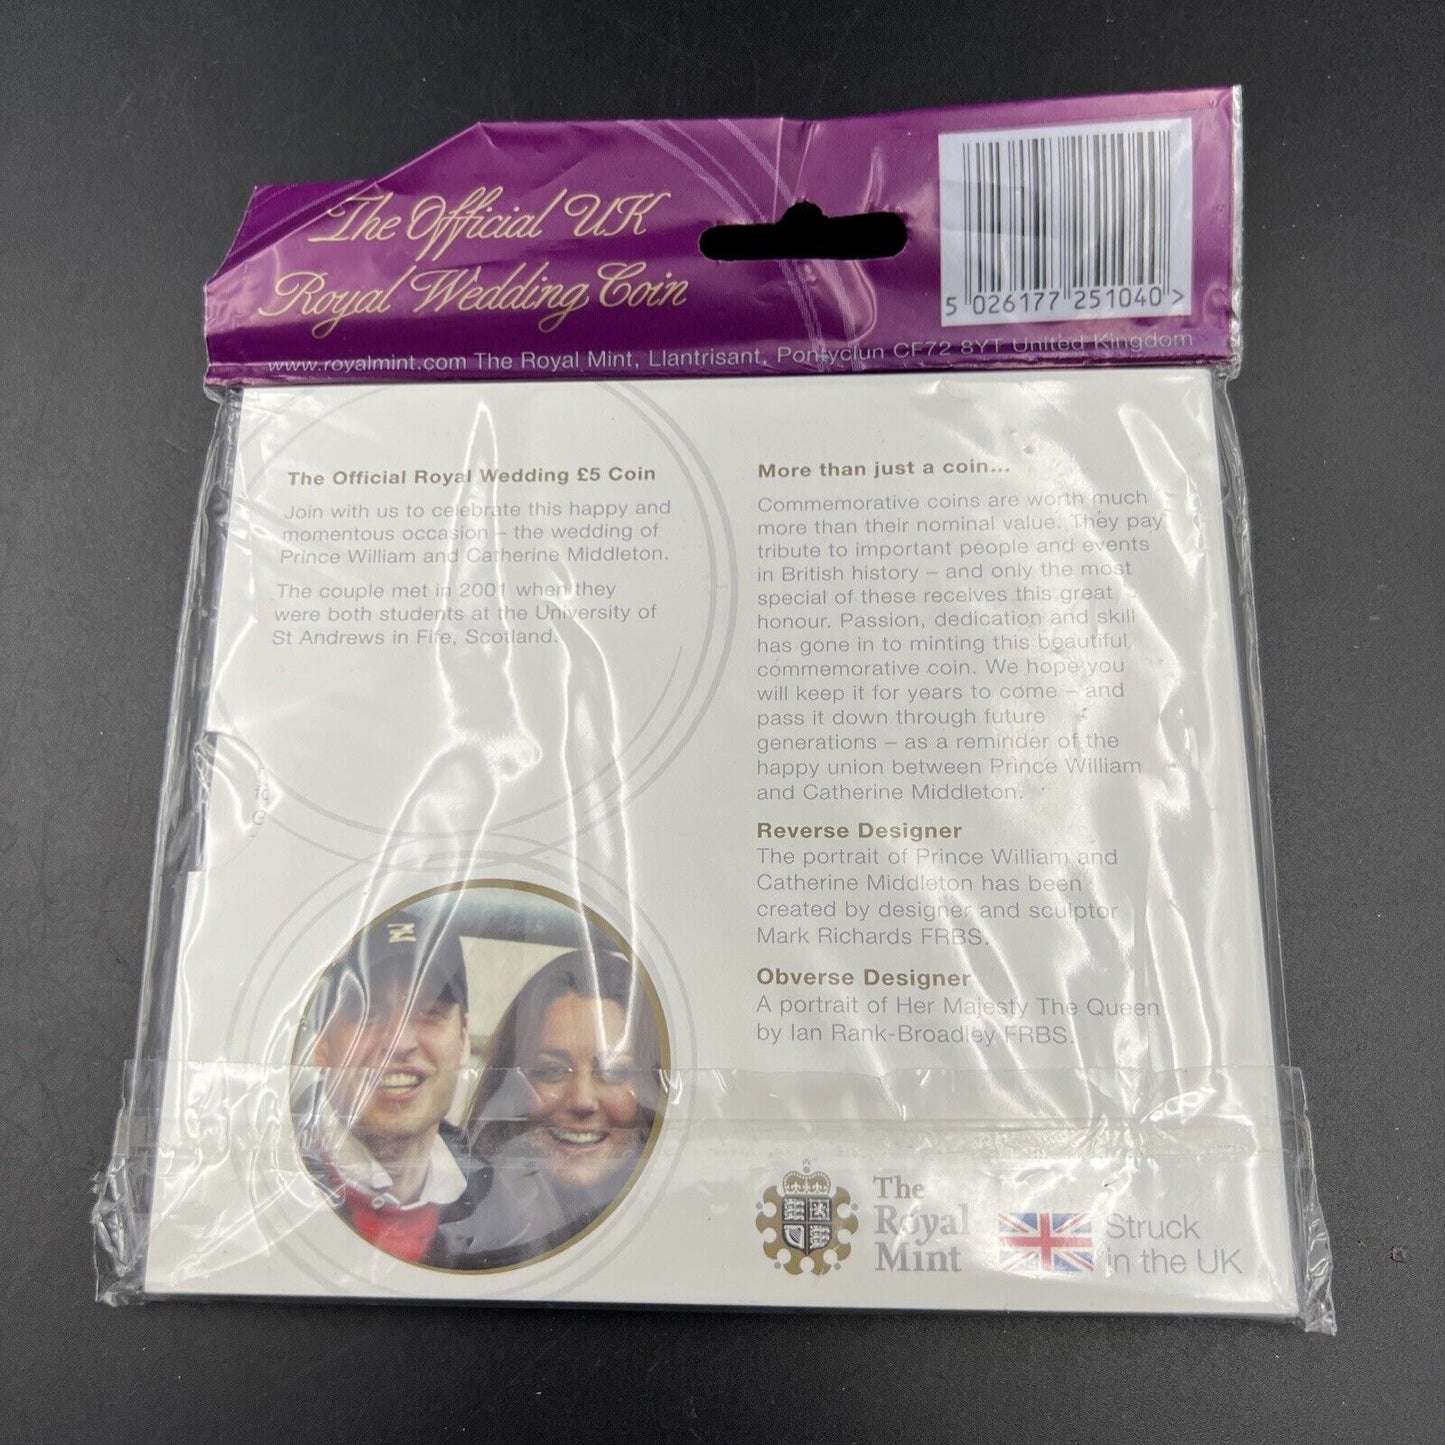 The Official UK
Royal Wedding Coin
5 026177 251040 >
www.royalmint.com The Royal Mint, Llantrisant, Pontyclun CF72 8YT United Kingdom
The Official Royal Wedding £5 Coin
Join with us to celebrate this happy and
momentous occasion – the wedding of
Prince William and Catherine Middleton.
The couple met in 2001 when they
were both students at the University of
St Andrews in Fife, Scotland.
More than just a coin...
Commemorative coins are worth much
more than their nominal value. They pay
tribute to important people and events
in British history – and only the most
special of these receives this great
honour. Passion, dedication and skill
has gone in to minting this beautiful
commemorative coin. We hope you
will keep it for years to come – and
pass it down through future
generations – as a reminder of the
happy union between Prince William
and Catherine Middleton.
Reverse Designer
The portrait of Prince William and
Catherine Middleton has been
created by designer and sculptor
Mark Richards FRBS.
Obverse Designer
A portrait of Her Majesty The Queen
by Ian Rank-Broadley FRBS.
The
Royal
Mint
Struck
in the UK